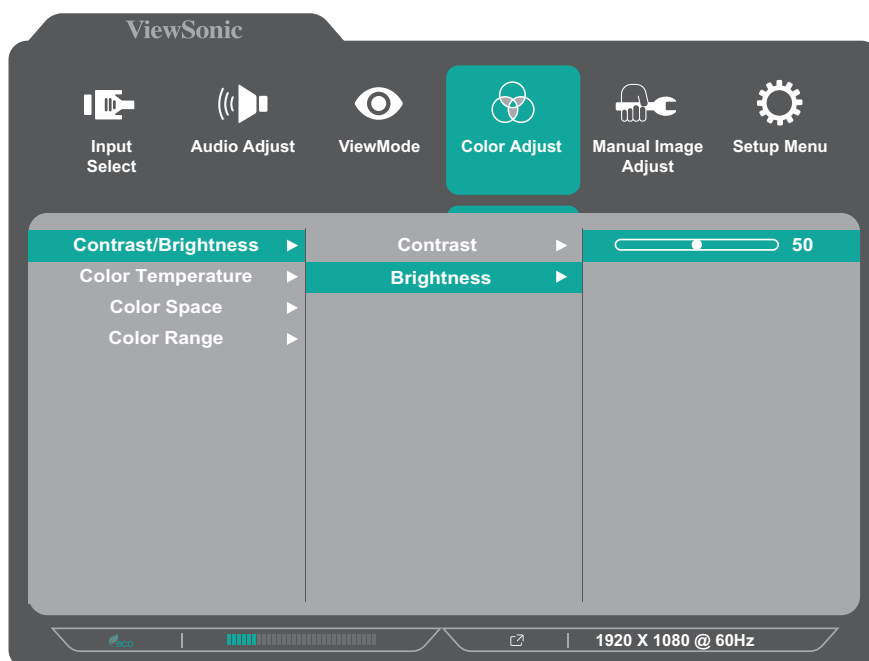 ViewSonic
Input
Select
Audio Adjust
ViewMode
Color Adjust
Manual Image
Adjust
Setup Menu
Contrast/Brightness
Contrast
50
Color Temperature
Brightness
Color Space
Color Range
eco
1920 X 1080 @ 60Hz